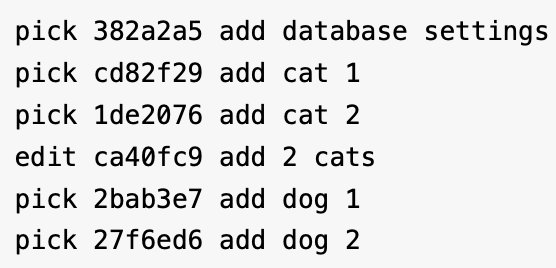 pick 382a2a5 add database settings
pick cd82f29 add cat 1
pick 1de2076 add cat 2
edit ca40fc9 add 2 cats
pick 2bab3e7 add dog 1
pick 27f6ed6 add dog 2